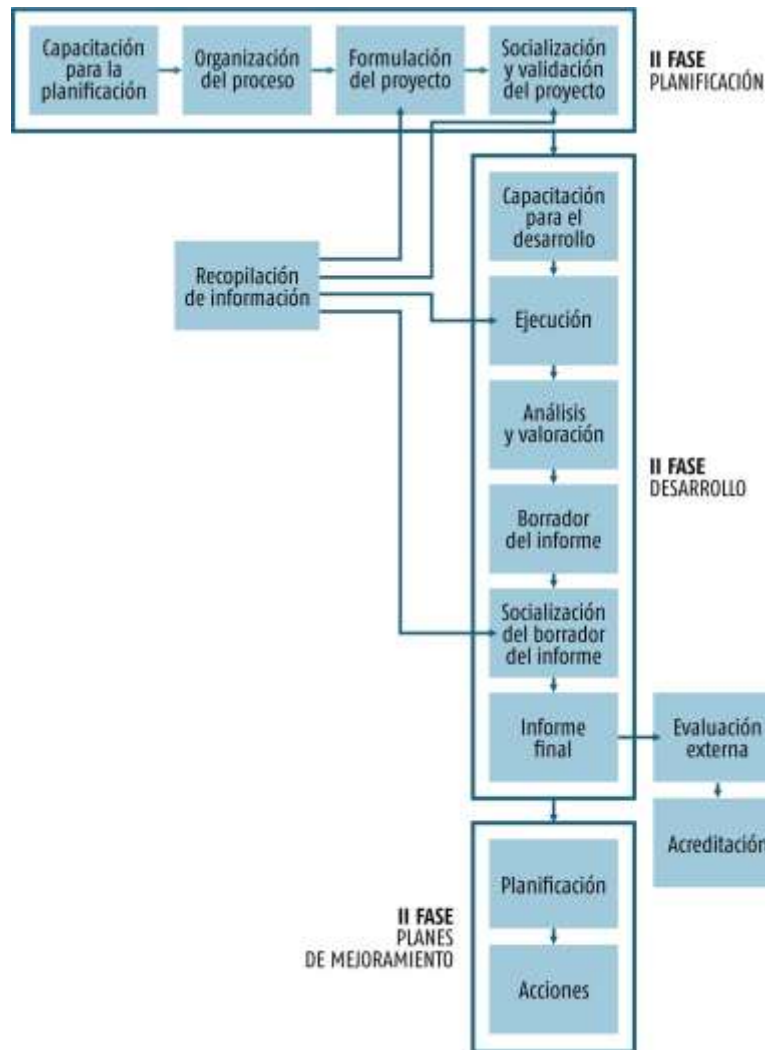 Capacitación
para la
planificación
Organización
del proceso
Formulación
del proyecto
Socialización
y validación
del proyecto
II FASE
PLANIFICACIÓN
Capacitación
para el
desarrollo
Recopilación
de información
Ejecución
Análisis
y valoración
II FASE
DESARROLLO
Borrador
del informe
Socialización
del borrador
del informe
Informe
final
Evaluación
externa
Acreditación
Planificación
II FASE
PLANES
DE MEJORAMIENTO
Acciones